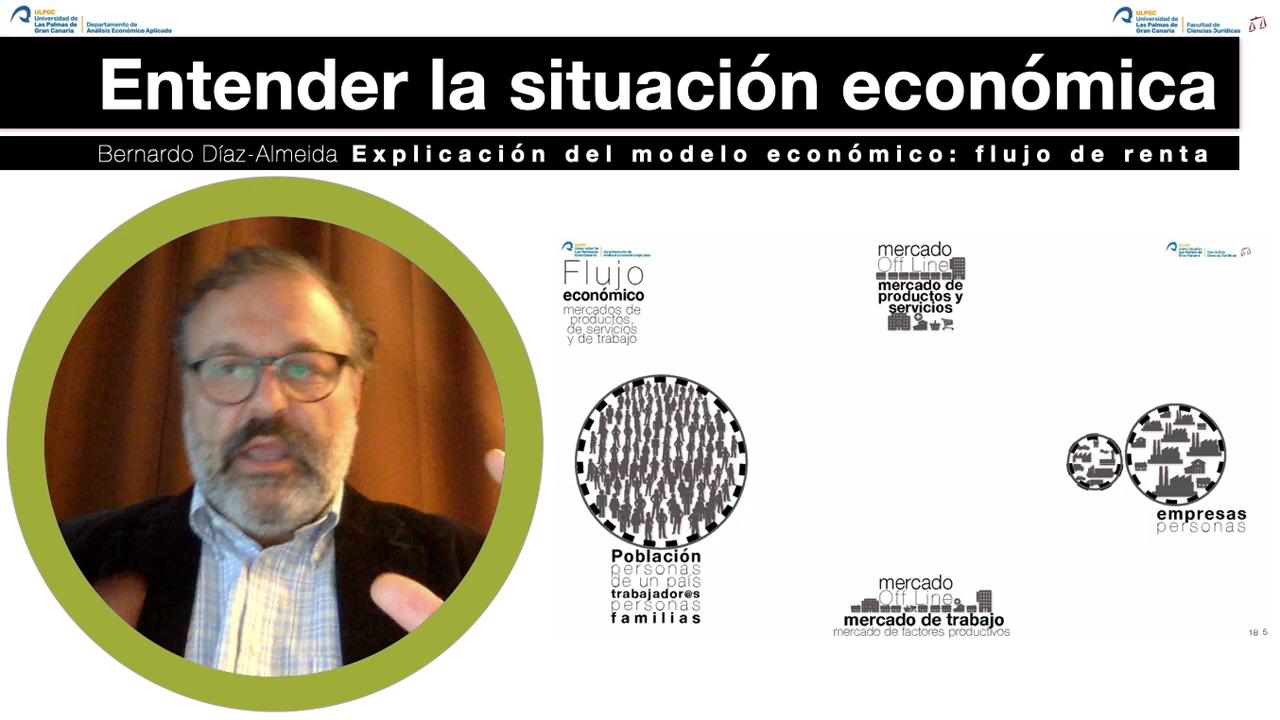 ULPGC
Universidad de
Las Palmas de
Gran Canaria
Departamento de
Análisis Económico Aplicado
ULPGC
Universidad de
Las Palmas de
Gran Canaria
Facultad de
Ciencias Jurídicas
Entender la situación económica
Bernardo Díaz-Almeida Explicación del modelo económico: flujo de renta
Flujo
económico
mercados de
productos,
de servicios
y de trabajo
mercado
Off Line
mercado de
productos y
servicios
Población
personas
de un país
trabajador@s
personas
familias
empresas
personas
mercado
Off Line
mercado de trabajo
mercado de factores productivos
18 5